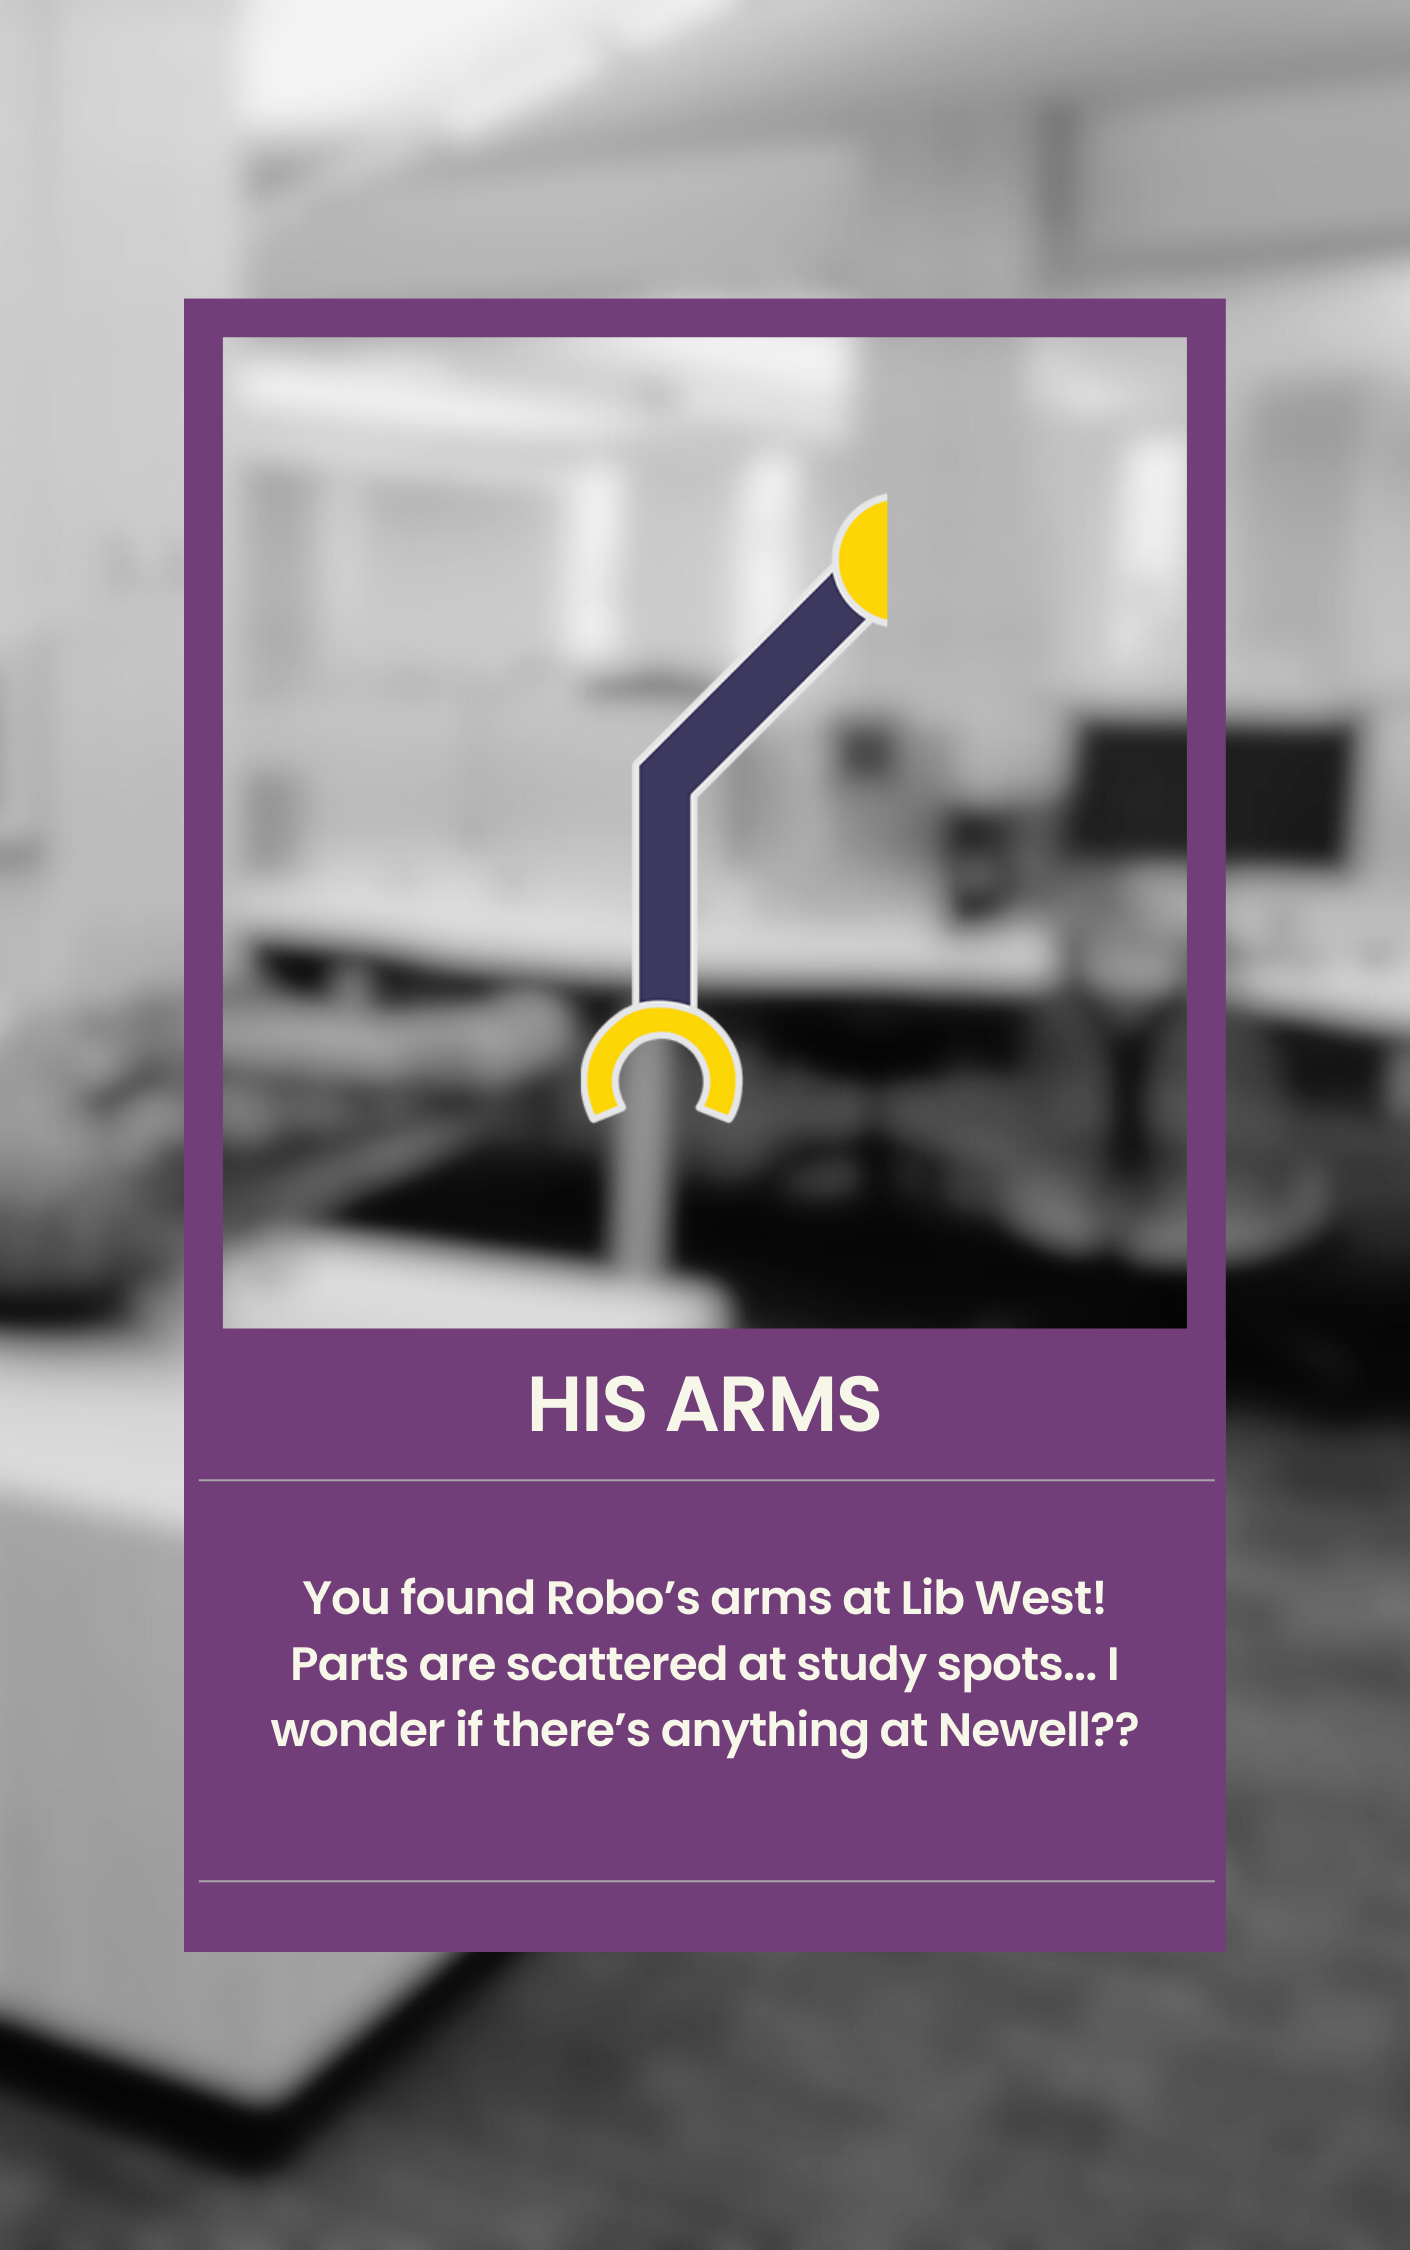 HIS ARMS
You found Robo’s arms at Lib West!
Parts are scattered at study spots... I
wonder if there’s anything at Newell??